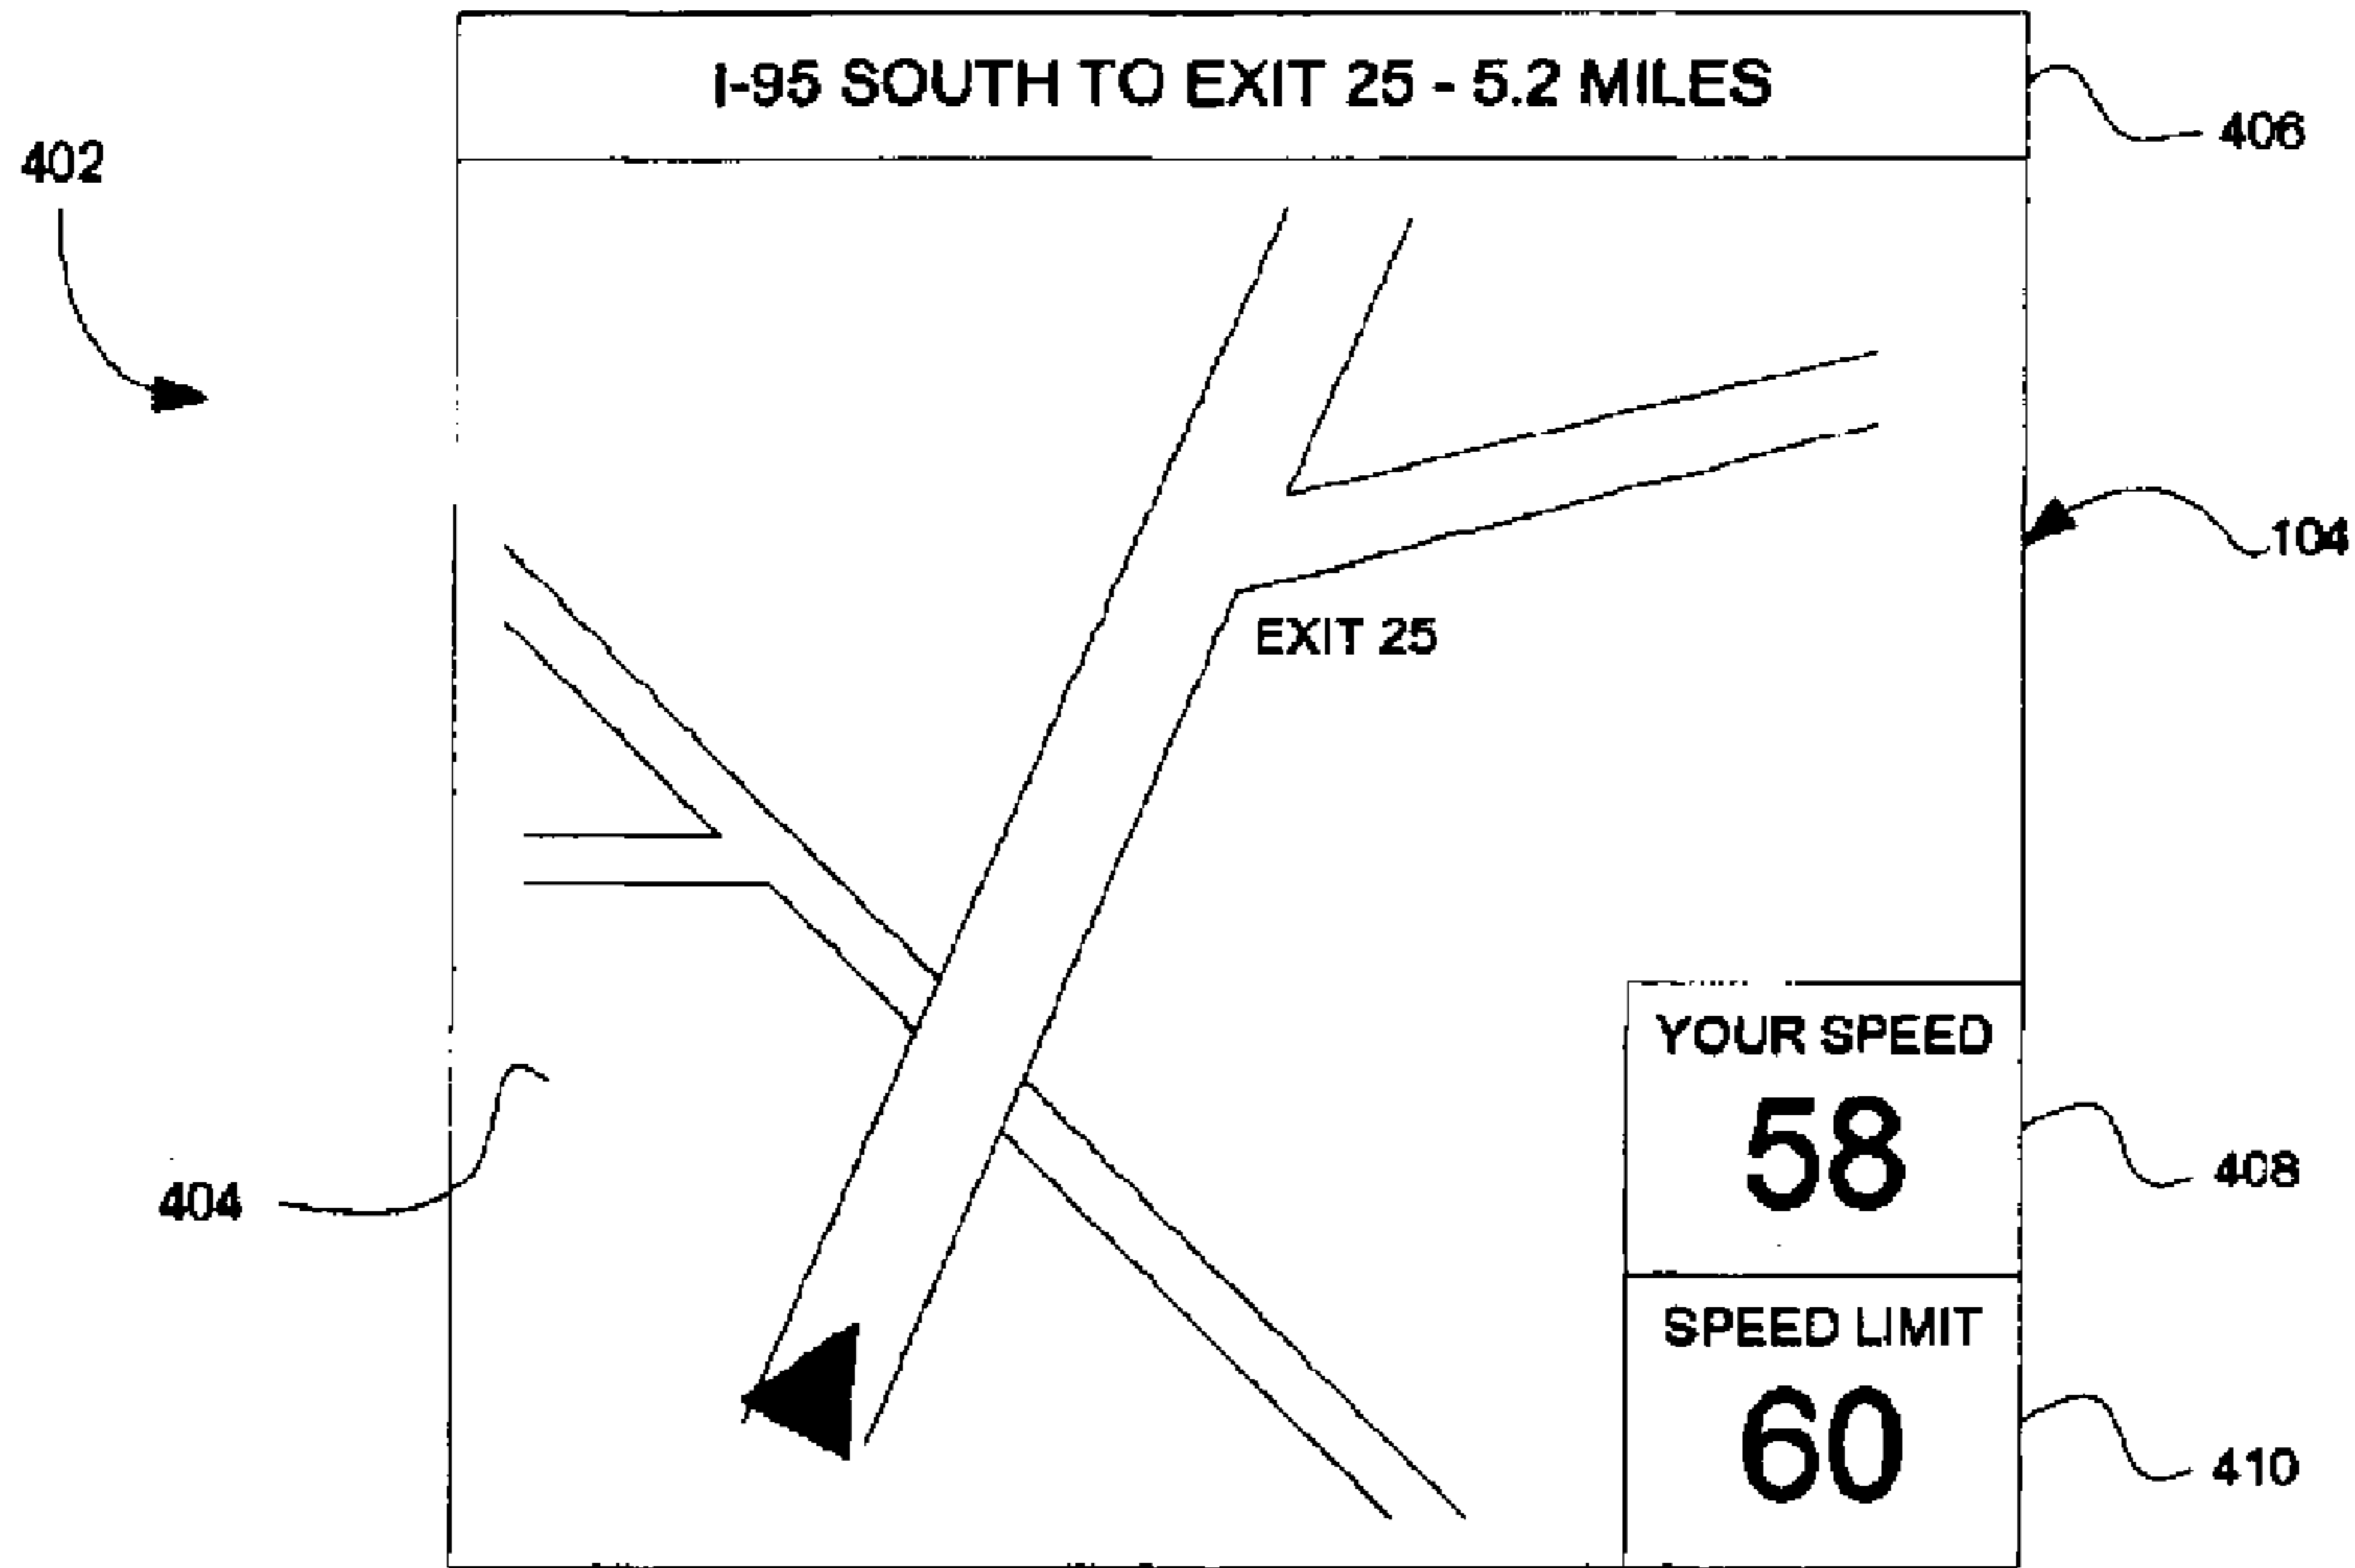 I-95 SOUTH TO EXIT 25 - 5.2 MILES
406
402
104
EXIT 25
YOUR SPEED
58
408
404
SPEED LIMIT
60
410